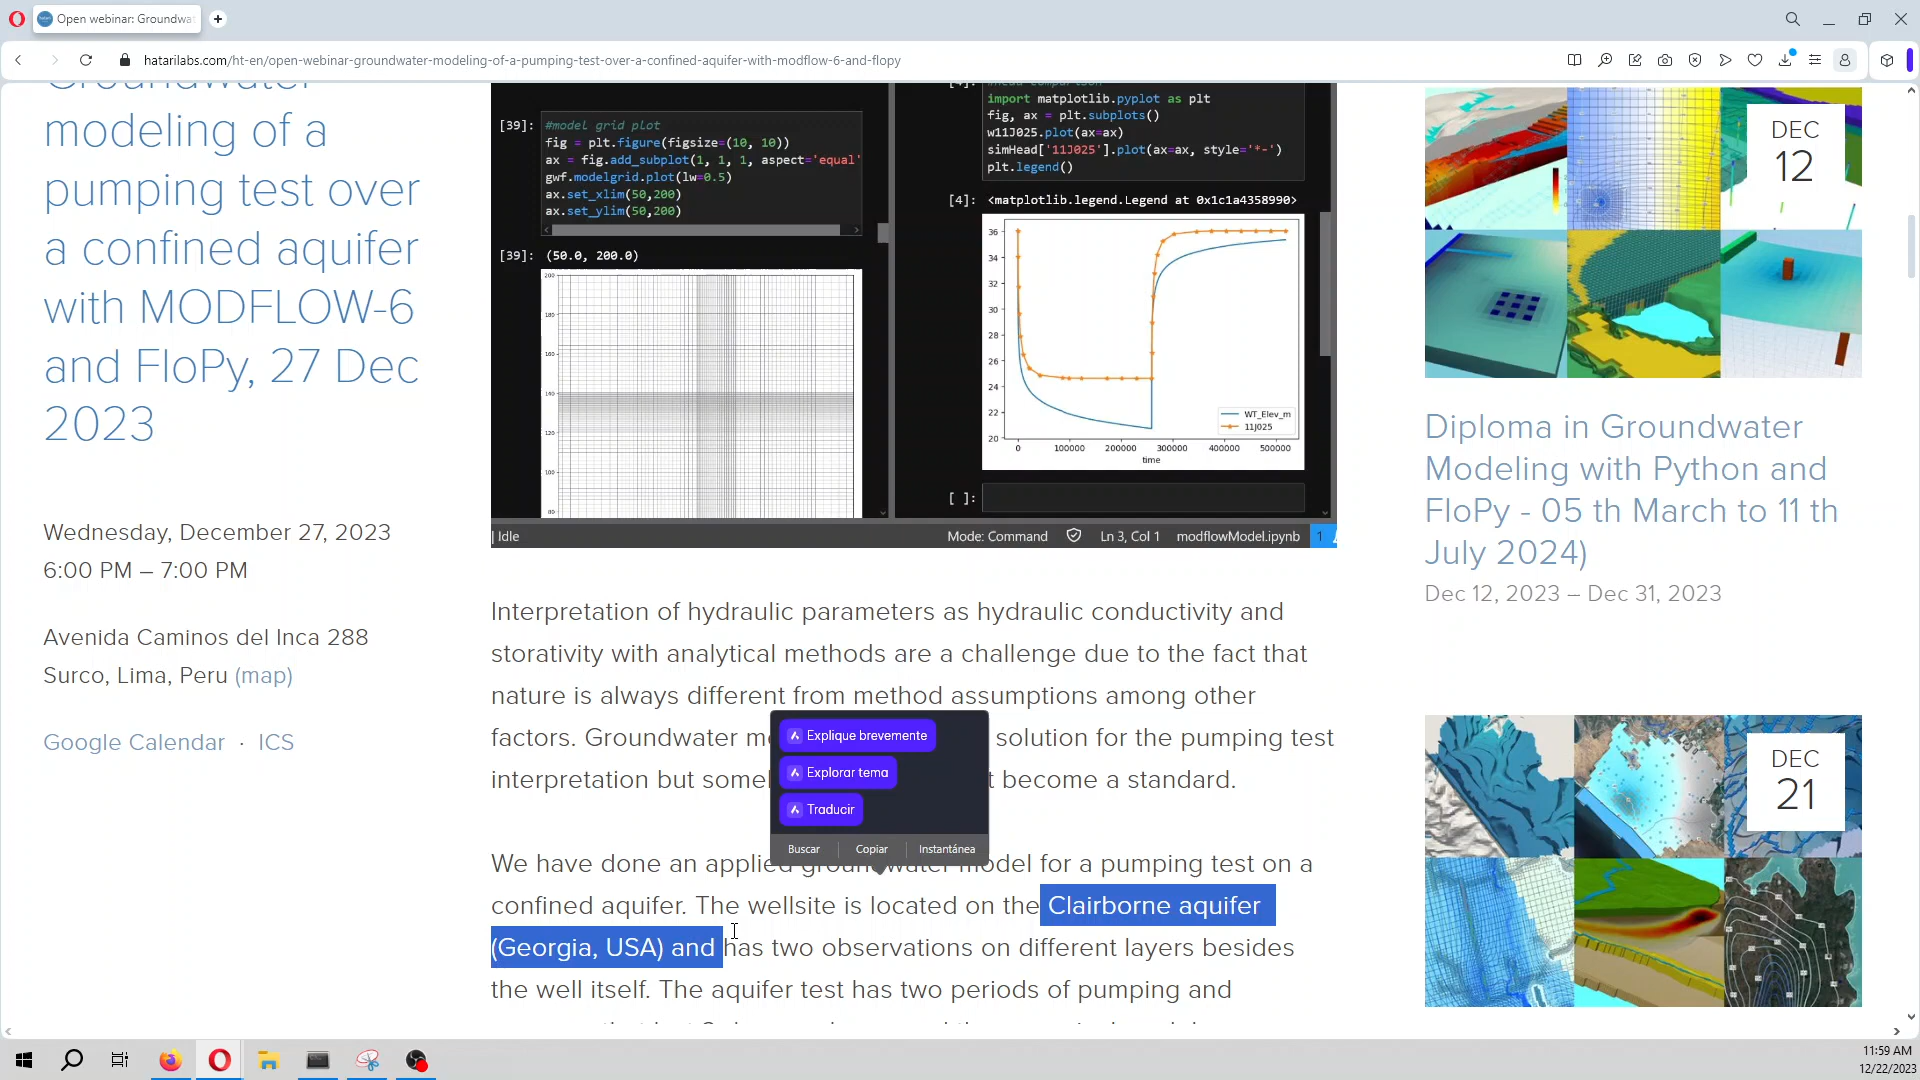 Open webinar: Groundwa
hatarilabs.com/ht-en/open-webinar-groundwater-modeling-of-a-pumping-test-over-a-confined-aquifer-with-modflow-6-and-flopy
Groundwater
modeling of a
pumping test over
a confined aquifer
with MODFLOW-6
and FloPy, 27 Dec
2023
Wednesday, December 27, 2023
6:00 PM – 7:00 PM
Avenida Caminos del Inca 288
Surco, Lima, Peru (map)
Google Calendar · ICS
[39]: #model grid plot
fig = plt.figure(figsize=(10, 10))
ax = fig.add_subplot(1, 1, 1, aspect='equal'
gwf.modelgrid.plot(lw=0.5)
ax.set_xlim(50,200)
ax.set_ylim(50,200)
[39]: (50.0, 200.0)
200
180
160
140
120
100
80
import matplotlib.pyplot as plt
fig, ax = plt.subplots()
w11J025.plot(ax=ax)
simHead['11J025'].plot(ax=ax, style='*-')
plt.legend()
[4]: <matplotlib.legend.Legend at 0x1c1a4358990>
36
34
32
30
28
26
24
22
20
WT_Elev_m
11J025
0 100000 200000 300000 400000 500000
time
[ ]:
Idle
Mode: Command Ln 3, Col 1 modflowModel.ipynb 1
Interpretation of hydraulic parameters as hydraulic conductivity and
storativity with analytical methods are a challenge due to the fact that
nature is always different from method assumptions among other
factors. Groundwater m solution for the pumping test
interpretation but some become a standard.
Explique brevemente
Explorar tema
Traducir
Buscar Copiar Instantánea
We have done an applied groundwater model for a pumping test on a
confined aquifer. The wellsite is located on the Clairborne aquifer
(Georgia, USA) and has two observations on different layers besides
the well itself. The aquifer test has two periods of pumping and
DEC
12
Diploma in Groundwater
Modeling with Python and
FloPy - 05 th March to 11 th
July 2024)
Dec 12, 2023 – Dec 31, 2023
DEC
21
11:59 AM
12/22/2023